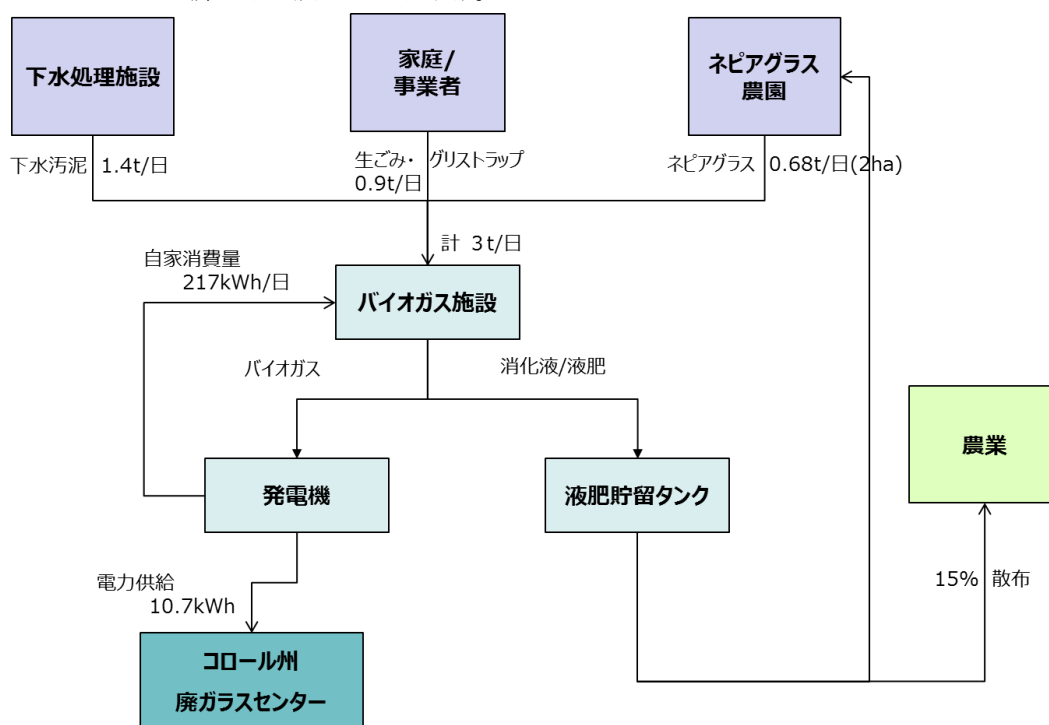 下水処理施設
家庭/
事業者
ネピアグラス
農園
下水汚泥 1.4t/日
生ごみ・ グリストラップ
0.9t/日
ネピアグラス 0.68t/日(2ha)
計 3t/日
自家消費量
217kWh/日
バイオガス施設
バイオガス
消化液/液肥
農業
発電機
液肥貯留タンク
電力供給
10.7kWh
15% 散布
コロール州
廃ガラスセンター